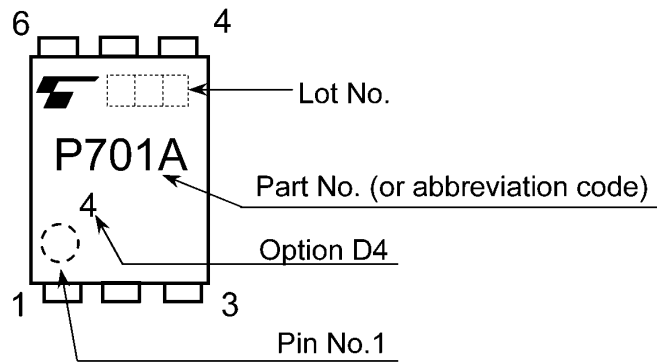 6 4
Lot No.
P701A
Part No. (or abbreviation code)
4
Option D4
1 3
Pin No.1